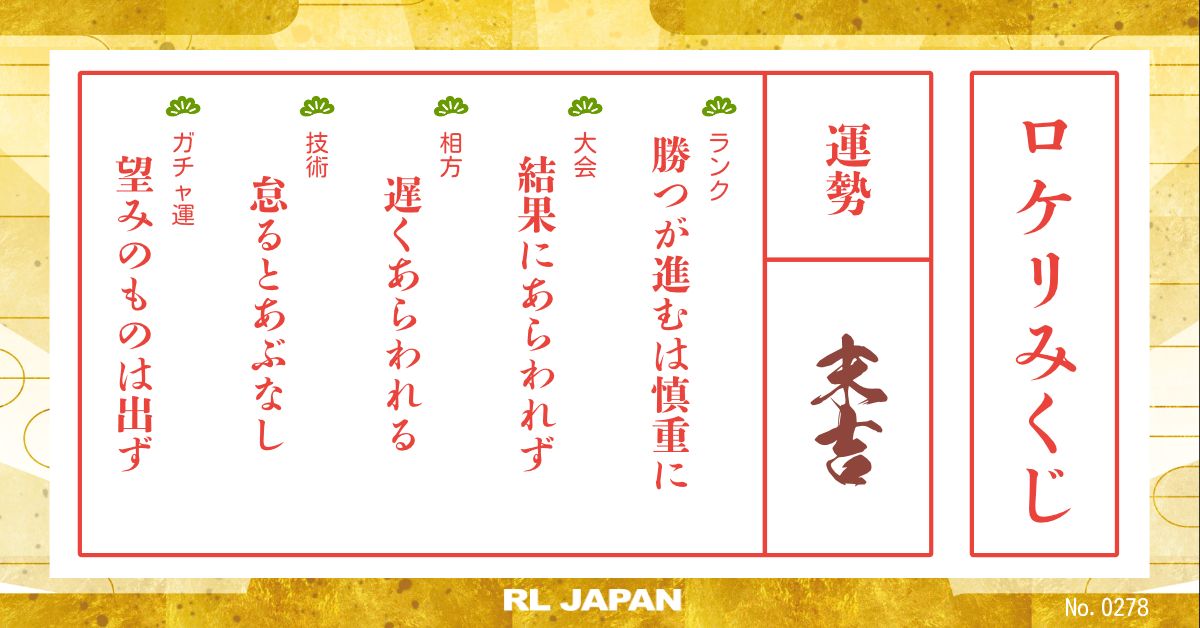 ロケリみくじ
運勢
末吉
ランク
勝つが進むは慎重に
大会
結果にあらわれず
相方
遅くあらわれる
技術
怠るとあぶなし
ガチャ運
望みのものは出ず
RL JAPAN
No. 0278